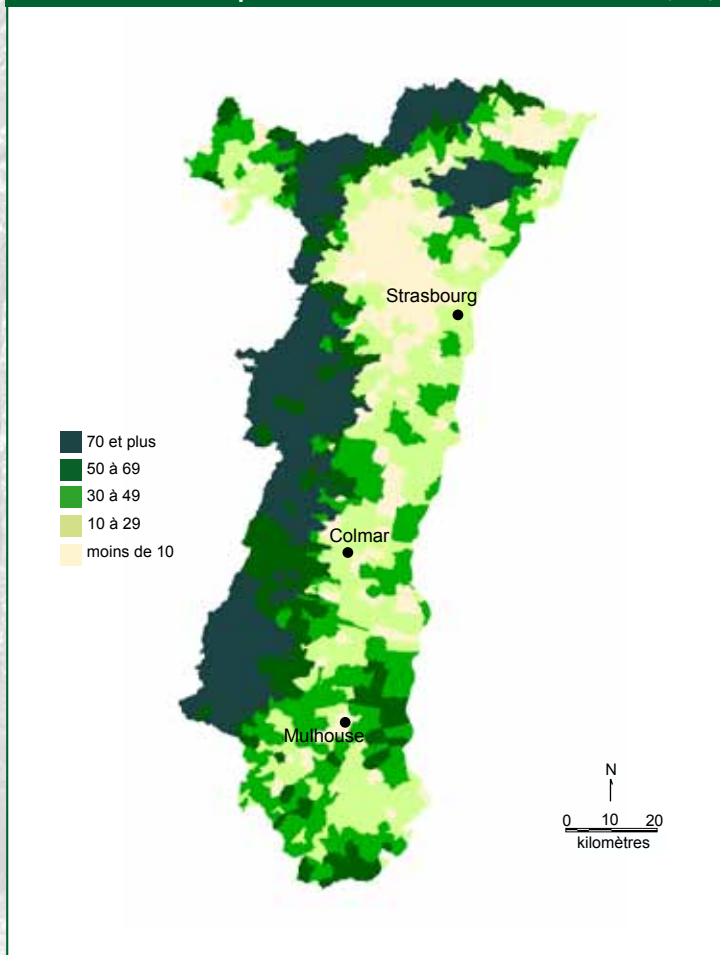 Strasbourg
70 et plus
50 à 69
30 à 49
10 à 29
moins de 10
Colmar
Mulhouse
N
0 10 20
kilomètres